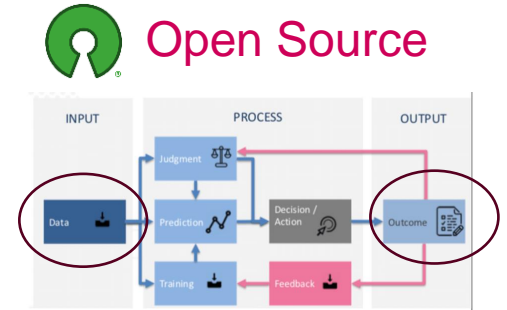 Open Source
INPUT
PROCESS
OUTPUT
Judgment
Data
Prediction
Decision /
Action
Outcome
Training
Feedback